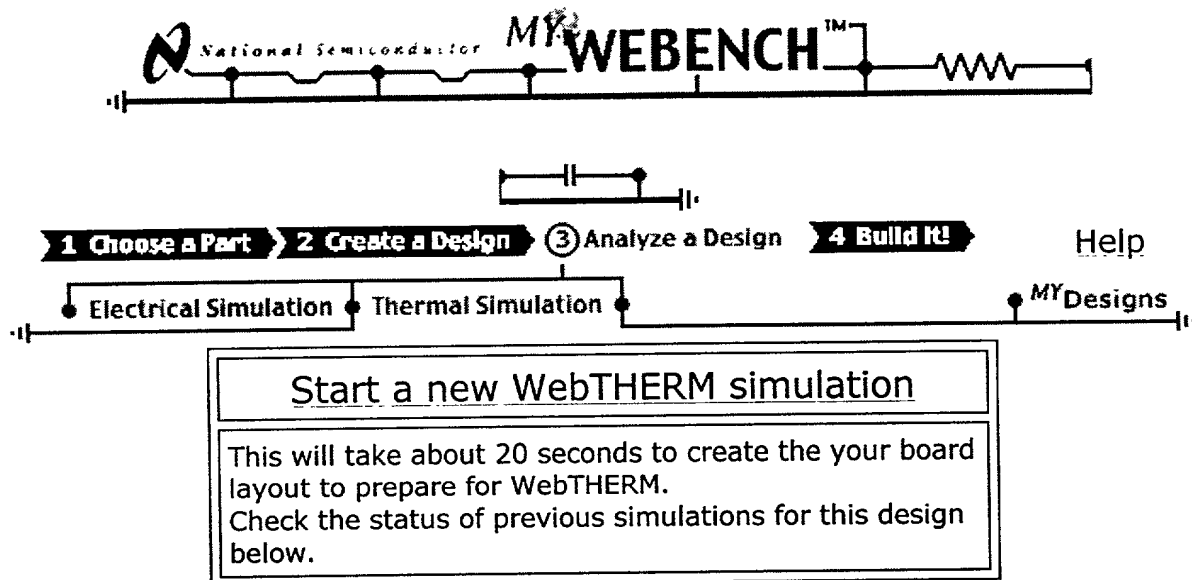 National Semiconductor MY WEBENCH™
1 Choose a Part 2 Create a Design 3 Analyze a Design 4 Build It! Help
Electrical Simulation Thermal Simulation MY Designs
Start a new WebTHERM simulation
This will take about 20 seconds to create the your board
layout to prepare for WebTHERM.
Check the status of previous simulations for this design
below.